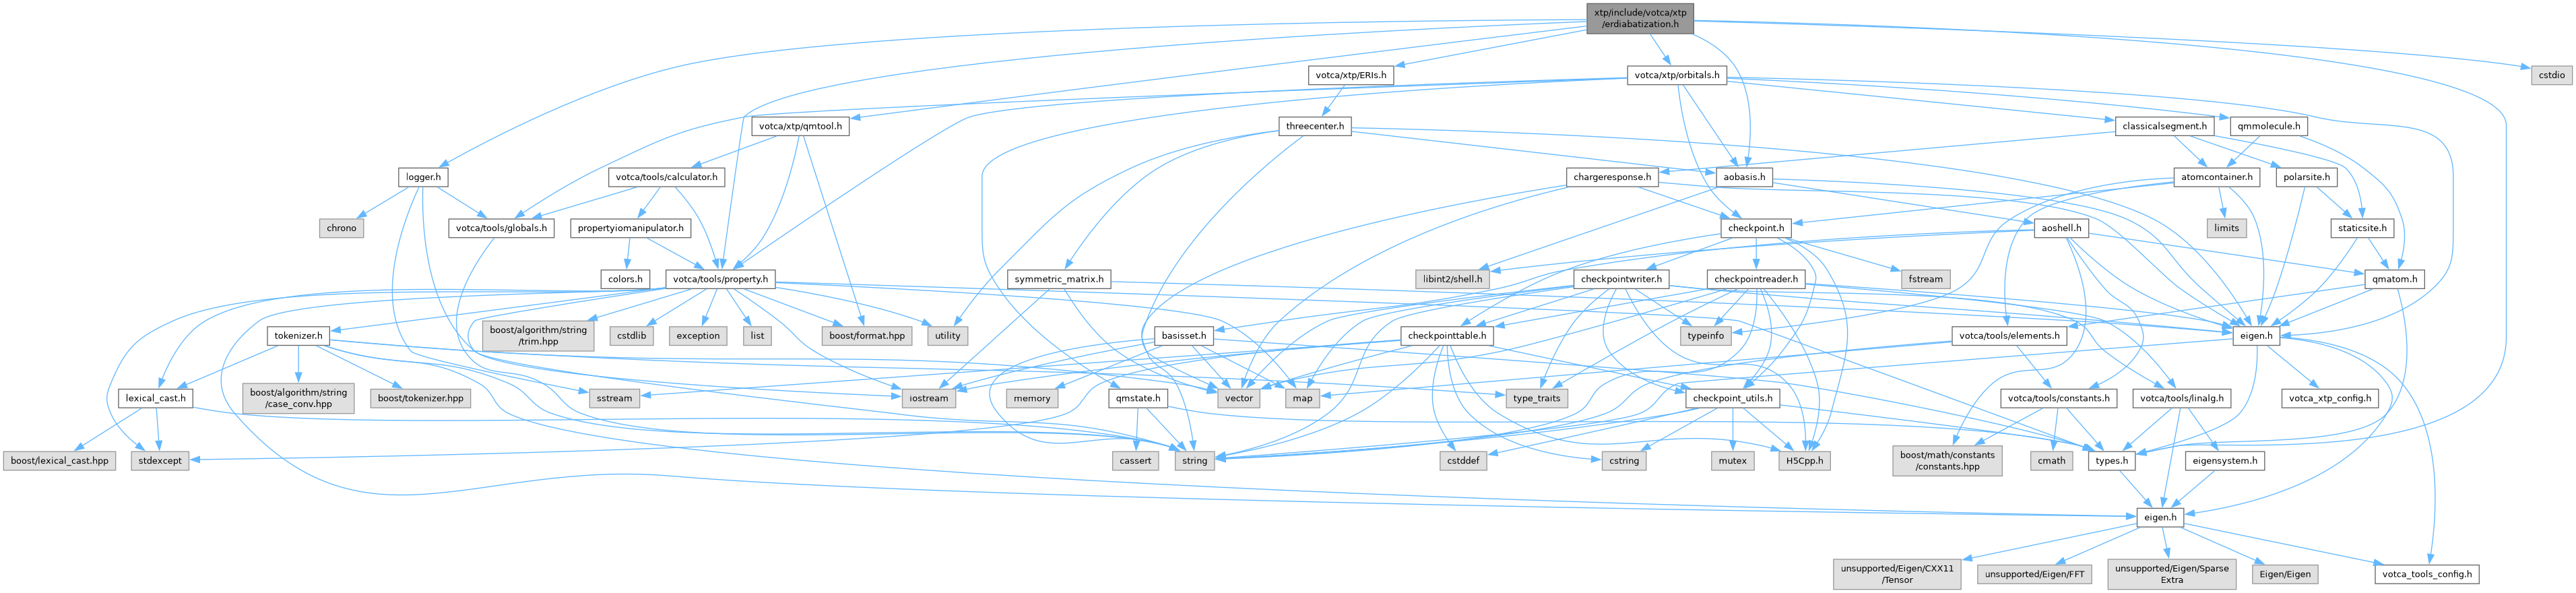 xtp/include/votca/xtp
/erdiabatization.h
votca/xtp/ERIs.h
votca/xtp/orbitals.h
cstdio
votca/xtp/qmtool.h
threecenter.h
classicalsegment.h
qmmolecule.h
logger.h
votca/tools/calculator.h
chargeresponse.h
aobasis.h
atomcontainer.h
polarsite.h
chrono
votca/tools/globals.h
propertyiomanipulator.h
checkpoint.h
aoshell.h
limits
staticsite.h
colors.h
votca/tools/property.h
symmetric_matrix.h
libint2/shell.h
checkpointwriter.h
checkpointreader.h
fstream
qmatom.h
tokenizer.h
boost/algorithm/string
/trim.hpp
cstdlib
exception
list
boost/format.hpp
utility
basisset.h
checkpointtable.h
typeinfo
votca/tools/elements.h
eigen.h
lexical_cast.h
boost/algorithm/string
/case_conv.hpp
boost/tokenizer.hpp
sstream
iostream
memory
qmstate.h
vector
map
type_traits
checkpoint_utils.h
votca/tools/constants.h
votca/tools/linalg.h
votca_xtp_config.h
boost/lexical_cast.hpp
stdexcept
cassert
string
cstddef
cstring
mutex
H5Cpp.h
boost/math/constants
/constants.hpp
cmath
types.h
eigensystem.h
eigen.h
unsupported/Eigen/CXX11
/Tensor
unsupported/Eigen/FFT
unsupported/Eigen/Sparse
Extra
Eigen/Eigen
votca_tools_config.h